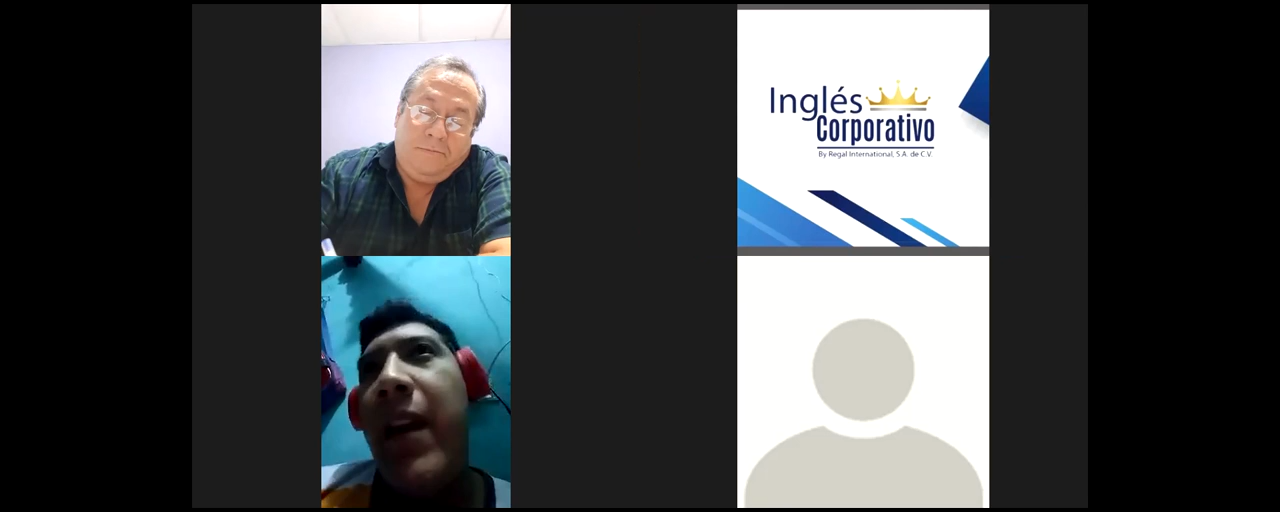 Inglés
Corporativo
By Regal International, S.A. de C.V.